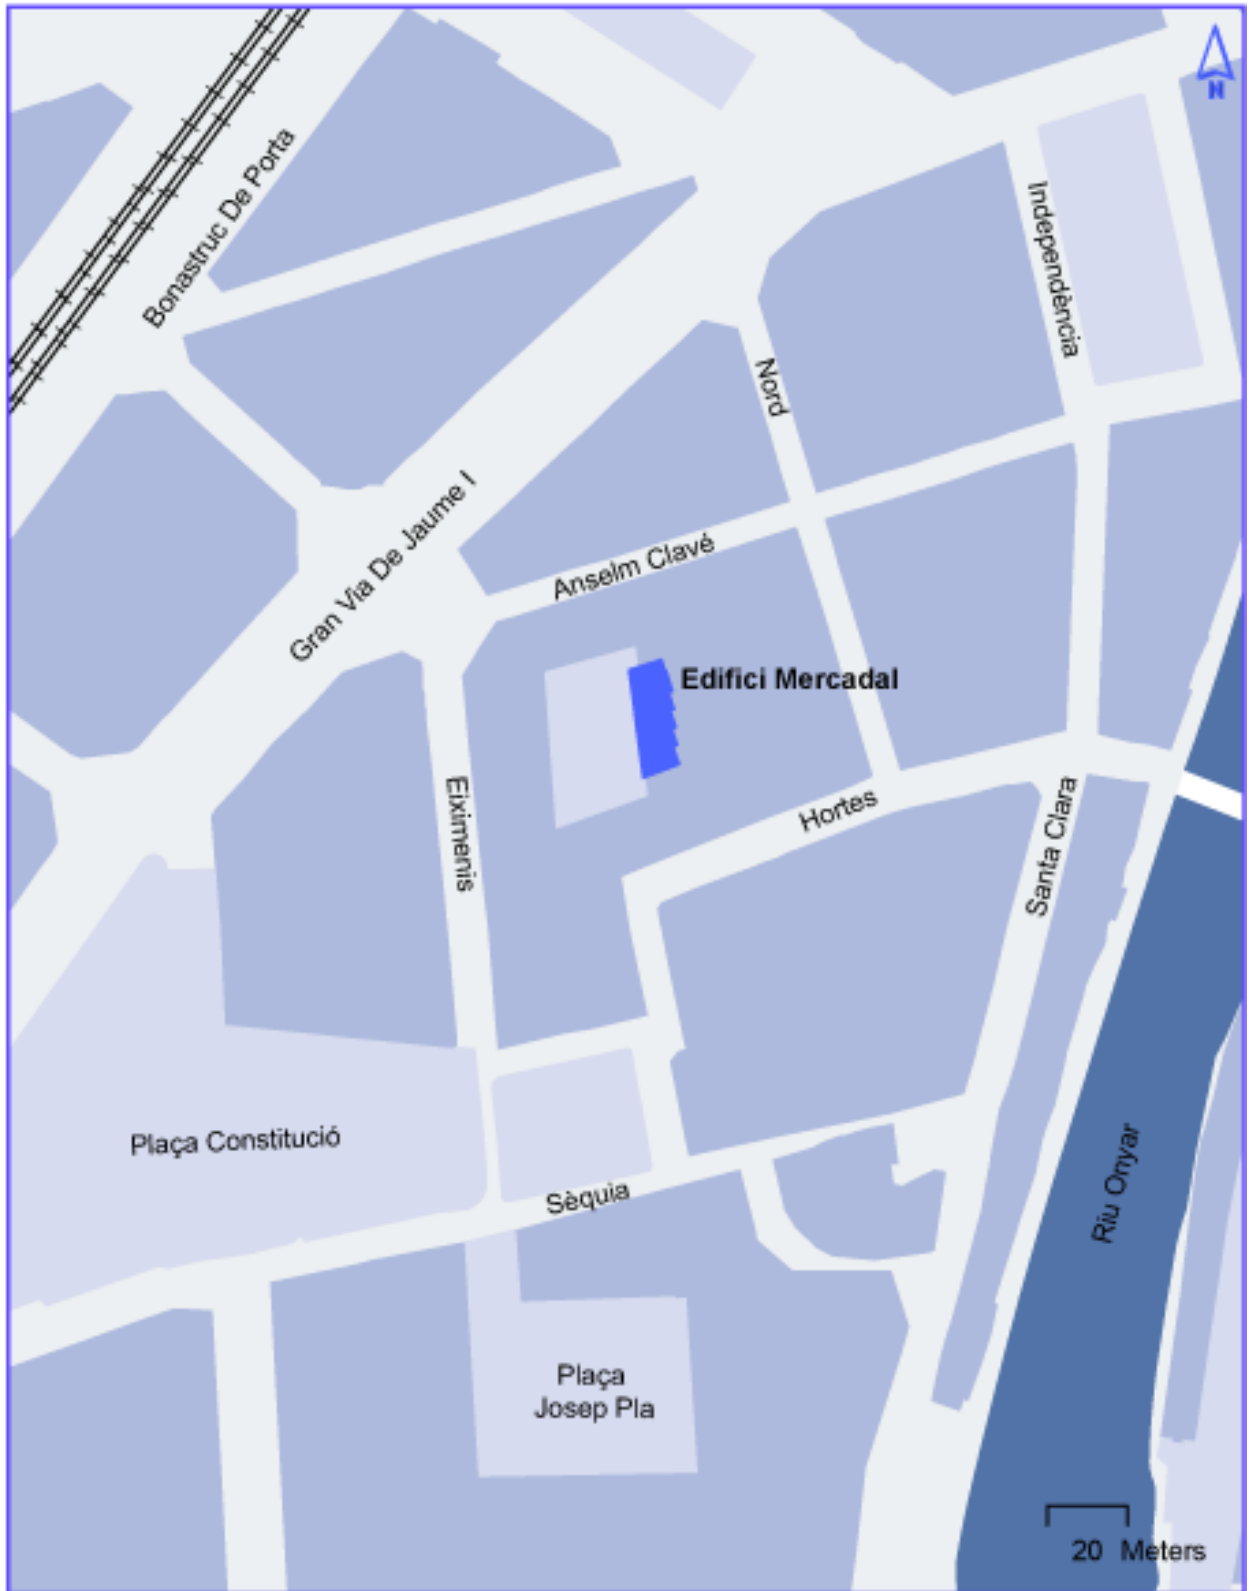 N
Bonastruc De Porta
Independència
Nord
Gran Via De Jaume I
Anselm Clavé
Edifici Mercadal
Eiximenis
Hortes
Santa Clara
Plaça Constitució
Sèquia
Riu Onyar
Plaça
Josep Pla
20 Meters